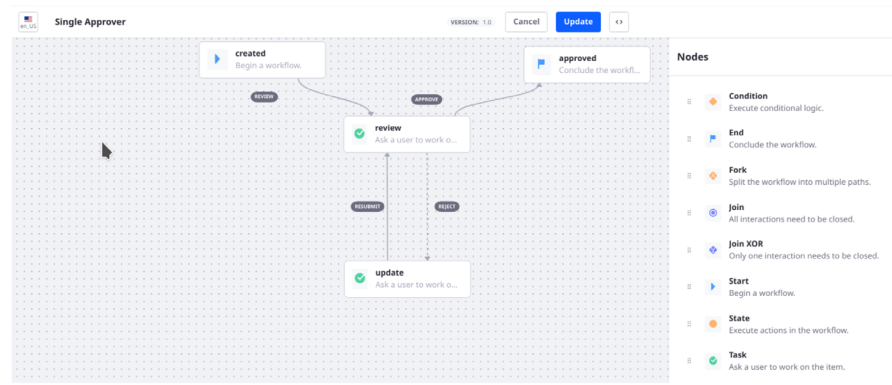 en_US
Single Approver
VERSION: 1.0
Cancel
Update
<>
created
Begin a workflow.
approved
Conclude the workfl...
REVIEW
APPROVE
review
Ask a user to work o...
RESUBMIT
REJECT
update
Ask a user to work o...
Nodes
Condition
Execute conditional logic.
End
Conclude the workflow.
Fork
Split the workflow into multiple paths.
Join
All interactions need to be closed.
Join XOR
Only one interaction needs to be closed.
Start
Begin a workflow.
State
Execute actions in the workflow.
Task
Ask a user to work on the item.